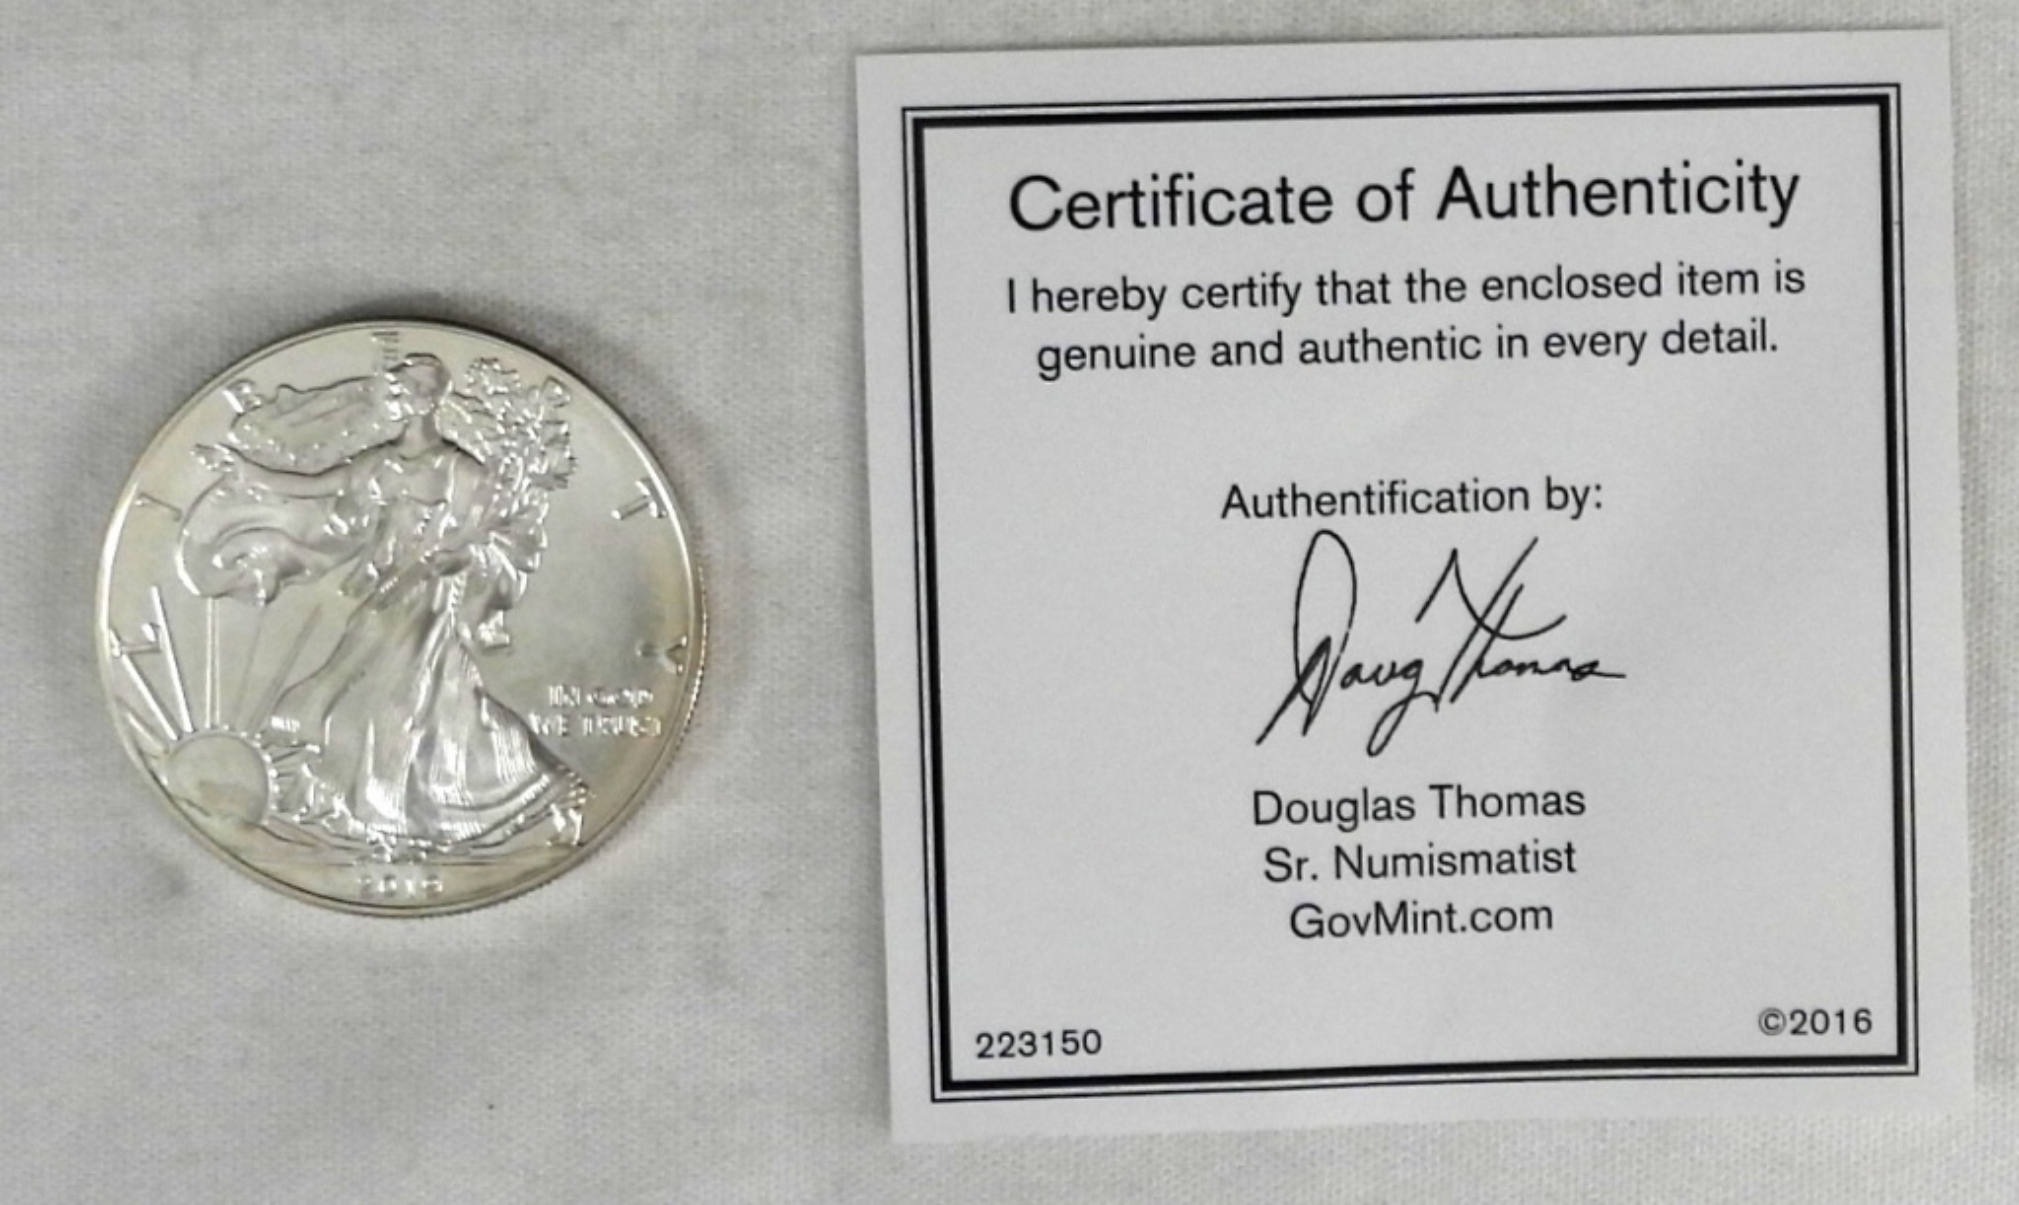 LIBERTY
IN GOD
WE TRUST
Certificate of Authenticity
I hereby certify that the enclosed item is
genuine and authentic in every detail.
Authentification by:
Doug Thomas
Douglas Thomas
Sr. Numismatist
GovMint.com
223150
©2016